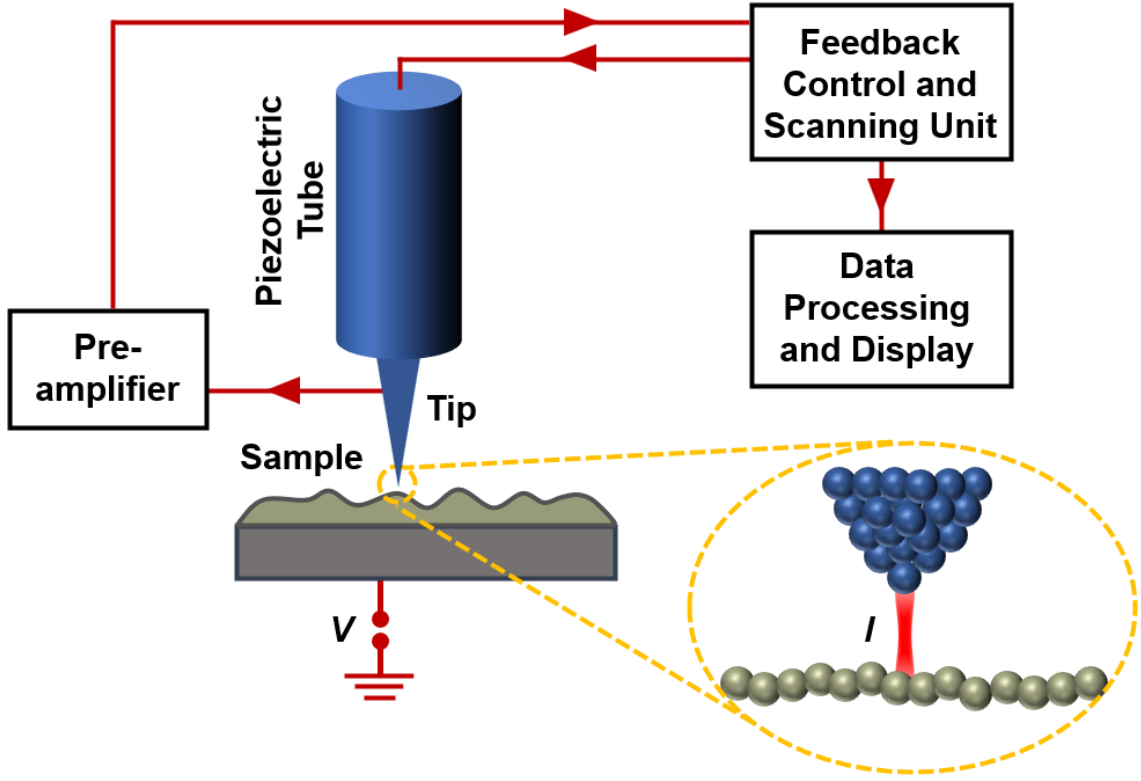 Feedback
Control and
Scanning Unit
Piezoelectric
Tube
Data
Processing
and Display
Pre-
amplifier
Tip
Sample
V
I